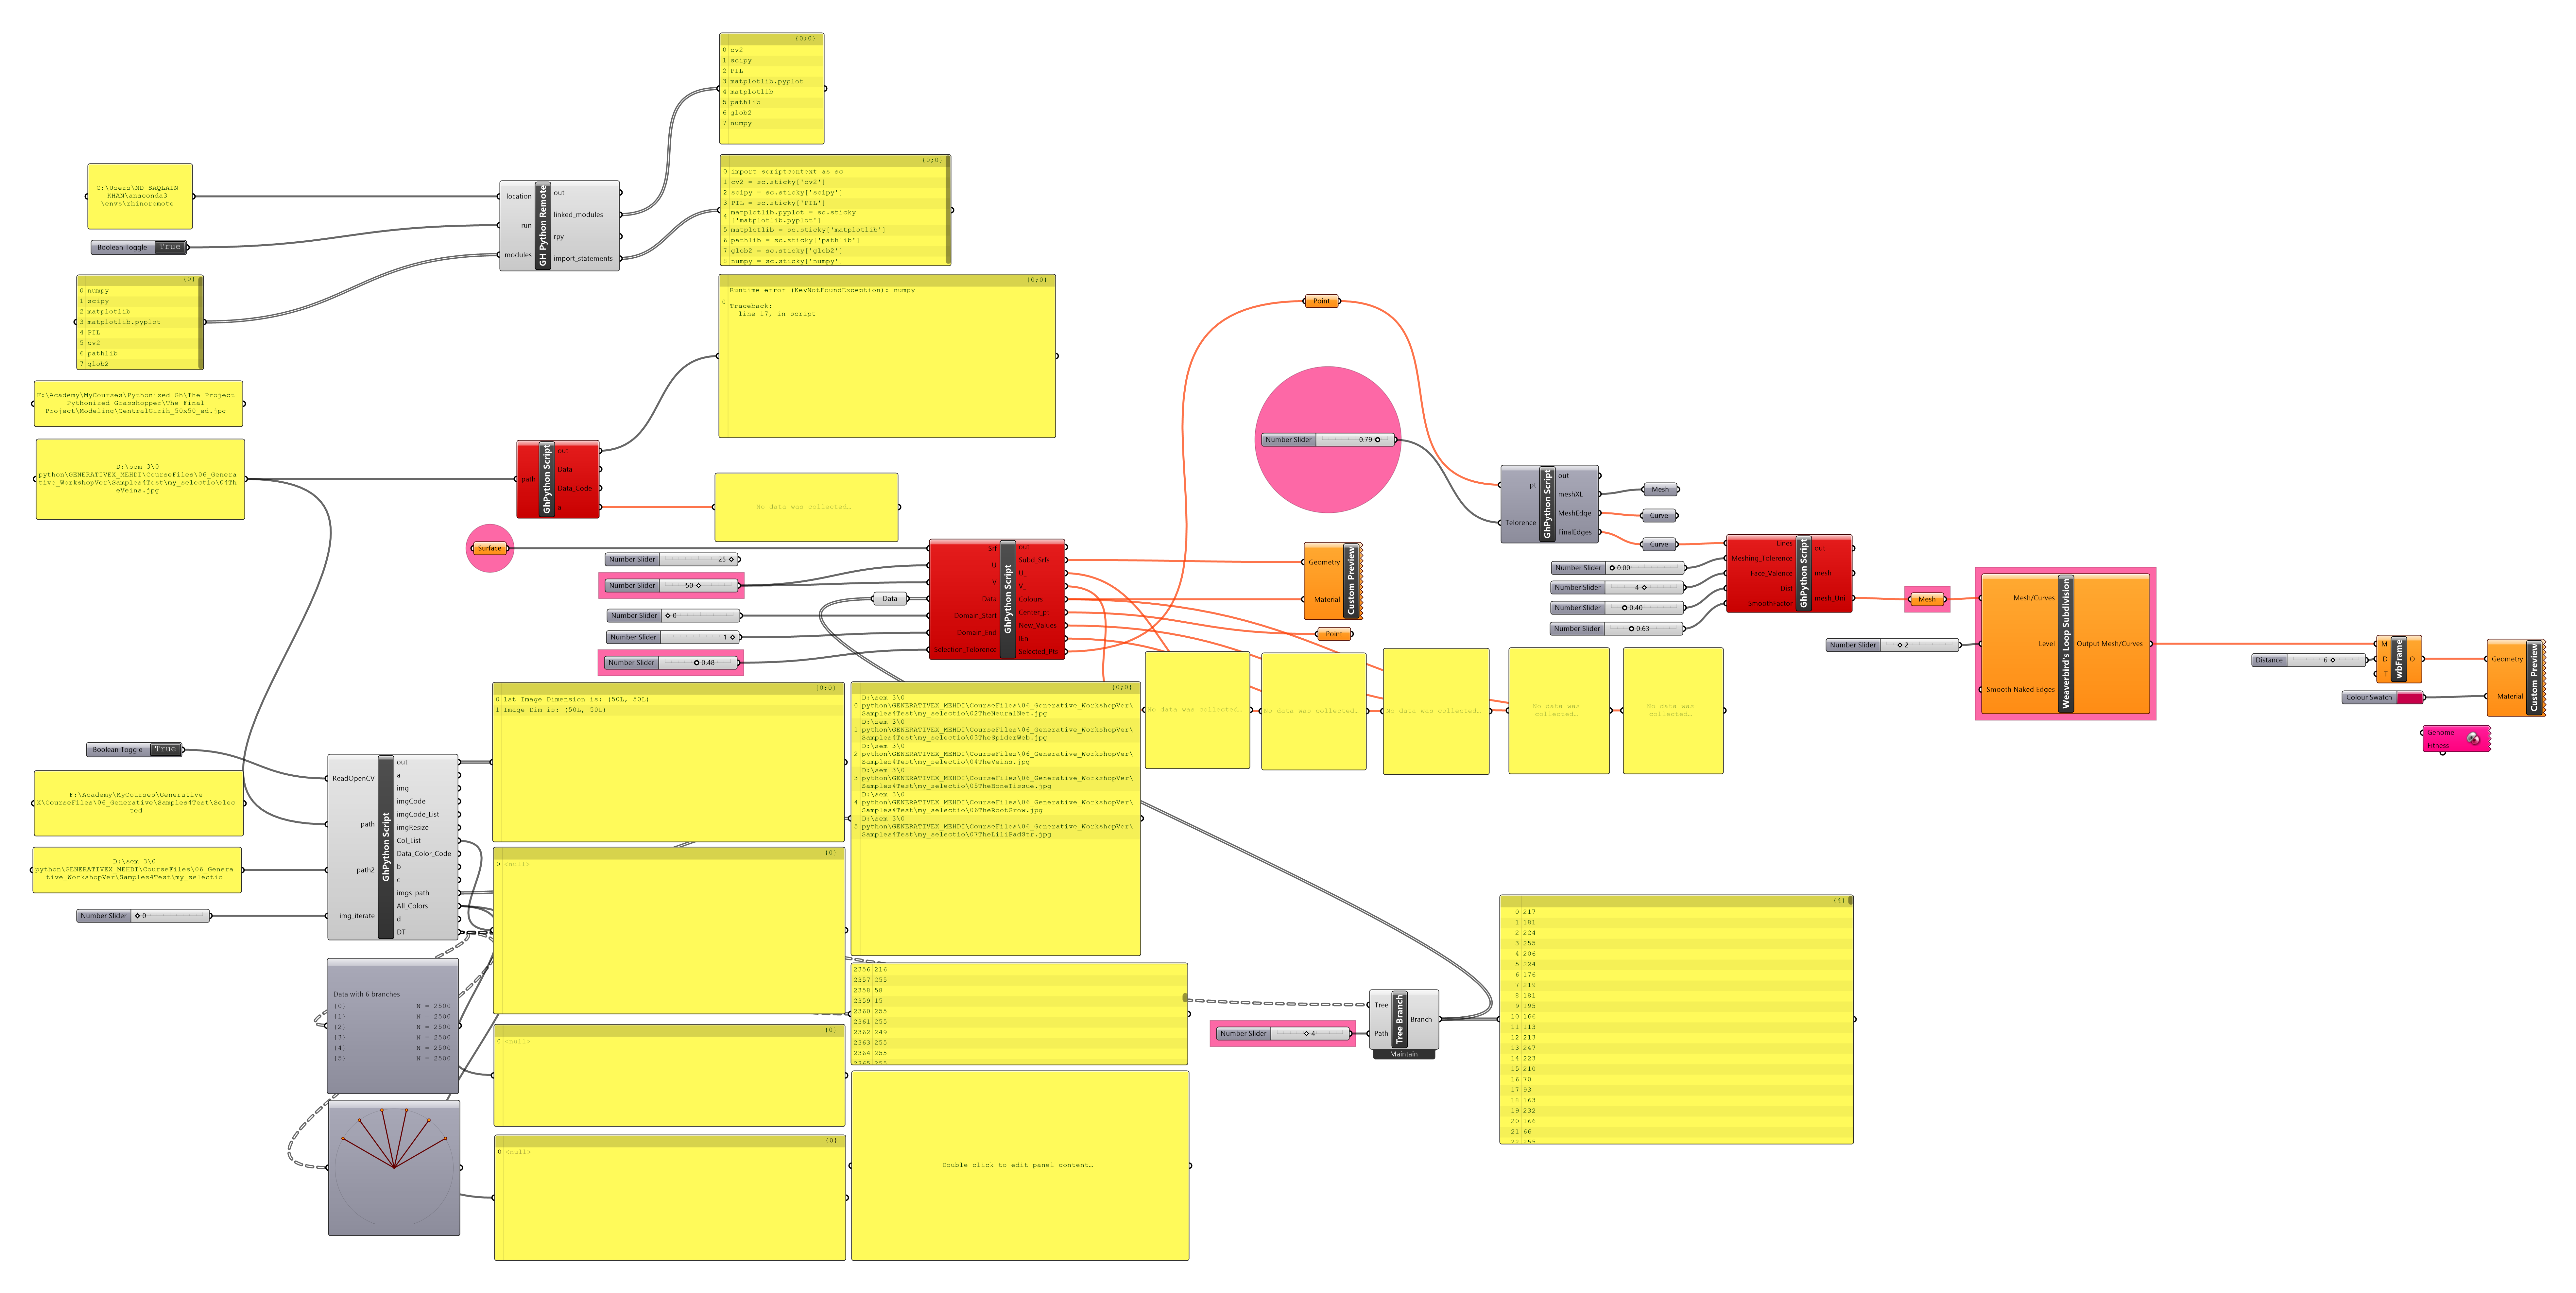 {0;0}
0 cv2
1 scipy
2 PIL
3 matplotlib.pyplot
4 matplotlib
5 pathlib
6 glob2
7 numpy
C:\Users\MD SAQLAIN
KHAN\anaconda3
\envs\rhinoremote
Boolean Toggle True
{0}
0 numpy
1 scipy
2 matplotlib
3 matplotlib.pyplot
4 PIL
5 cv2
6 pathlib
7 glob2
location
run
modules
GH Python Remote
out
linked_modules
rpy
import_statements
{0;0}
0 import scriptcontext as sc
1 cv2 = sc.sticky['cv2']
2 scipy = sc.sticky['scipy']
3 PIL = sc.sticky['PIL']
4 matplotlib.pyplot = sc.sticky
['matplotlib.pyplot']
5 matplotlib = sc.sticky['matplotlib']
6 pathlib = sc.sticky['pathlib']
7 glob2 = sc.sticky['glob2']
8 numpy = sc.sticky['numpy']
{0;0}
Runtime error (KeyNotFoundException): numpy
0
Traceback:
line 17, in script
F:\Academy\MyCourses\Pythonized Gh\The Project
Pythonized Grasshopper\The Final
Project\Modeling\CentralGirih_50x50_ed.jpg
D:\sem 3\0
python\GENERATIVEX_MEHDI\CourseFiles\06_Genera
tive_WorkshopVer\Samples4Test\my_selectio\04Th
eVeins.jpg
path
GhPython Script
out
Data
Data_Code
No data was collected…
Surface
Number Slider 25
Number Slider 50
Data
Number Slider 0
Number Slider 1
Number Slider 0.48
Srf
U
V
Data
Domain_Start
Domain_End
Selection_Telorence
GhPython Script
out
Subd_Srfs
U_
V_
Colours
Center_pt
New_Values
Selected_Pts
Geometry
Material
Custom Preview
Point
Point
Number Slider 0.79
pt
Telorence
GhPython Script
out
meshXL
MeshEdge
FinalEdges
Mesh
Curve
Curve
Number Slider 0.00
Number Slider 4
Number Slider 0.40
Number Slider 0.63
Lines
Meshing_Tolerence
Face_Valence
Dist
SmoothFactor
GhPython Script
out
mesh
mesh_Uni
Mesh
Number Slider 2
Mesh/Curves
Level
Smooth Naked Edges
Weaverbird's Loop Subdivision
Output Mesh/Curves
Distance 6
M
D
T
wbFrame
O
Colour Swatch
Geometry
Material
Custom Preview
Genome
Fitness
No data was collected…
No data was collected…
No data was collected…
No data was
collected…
No data was
collected…
Boolean Toggle True
F:\Academy\MyCourses\Generative
X\CourseFiles\06_Generative\Samples4Test\Selec
ted
D:\sem 3\0
python\GENERATIVEX_MEHDI\CourseFiles\06_Genera
tive_WorkshopVer\Samples4Test\my_selectio
Number Slider 0
ReadOpenCV
path
path2
img_iterate
GhPython Script
out
a
img
imgCode
imgCode_List
imgResize
Col_List
Data_Color_Code
b
c
imgs_path
All_Colors
d
DT
Data with 6 branches
{0} N = 2500
{1} N = 2500
{2} N = 2500
{3} N = 2500
{4} N = 2500
{5} N = 2500
{0;0}
0 1st Image Dimension is: (50L, 50L)
1 Image Dim is: (50L, 50L)
{0}
0 <null>
{0}
0 <null>
{0}
0 <null>
{0;0}
D:\sem 3\0
0 python\GENERATIVEX_MEHDI\CourseFiles\06_Generative_WorkshopVer\
Samples4Test\my_selectio\02TheNeuralNet.jpg
D:\sem 3\0
1 python\GENERATIVEX_MEHDI\CourseFiles\06_Generative_WorkshopVer\
Samples4Test\my_selectio\03TheSpiderWeb.jpg
D:\sem 3\0
2 python\GENERATIVEX_MEHDI\CourseFiles\06_Generative_WorkshopVer\
Samples4Test\my_selectio\04TheVeins.jpg
D:\sem 3\0
3 python\GENERATIVEX_MEHDI\CourseFiles\06_Generative_WorkshopVer\
Samples4Test\my_selectio\05TheBoneTissue.jpg
D:\sem 3\0
4 python\GENERATIVEX_MEHDI\CourseFiles\06_Generative_WorkshopVer\
Samples4Test\my_selectio\06TheRootGrow.jpg
D:\sem 3\0
5 python\GENERATIVEX_MEHDI\CourseFiles\06_Generative_WorkshopVer\
Samples4Test\my_selectio\07TheLiliPadStr.jpg
2356 216
2357 255
2358 58
2359 15
2360 255
2361 255
2362 249
2363 255
2364 255
2365 255
Double click to edit panel content…
Number Slider 4
Tree
Path
Tree Branch
Branch
Maintain
{4}
0 217
1 181
2 224
3 255
4 206
5 224
6 176
7 219
8 181
9 195
10 166
11 113
12 213
13 247
14 223
15 210
16 70
17 93
18 163
19 232
20 166
21 66
22 255